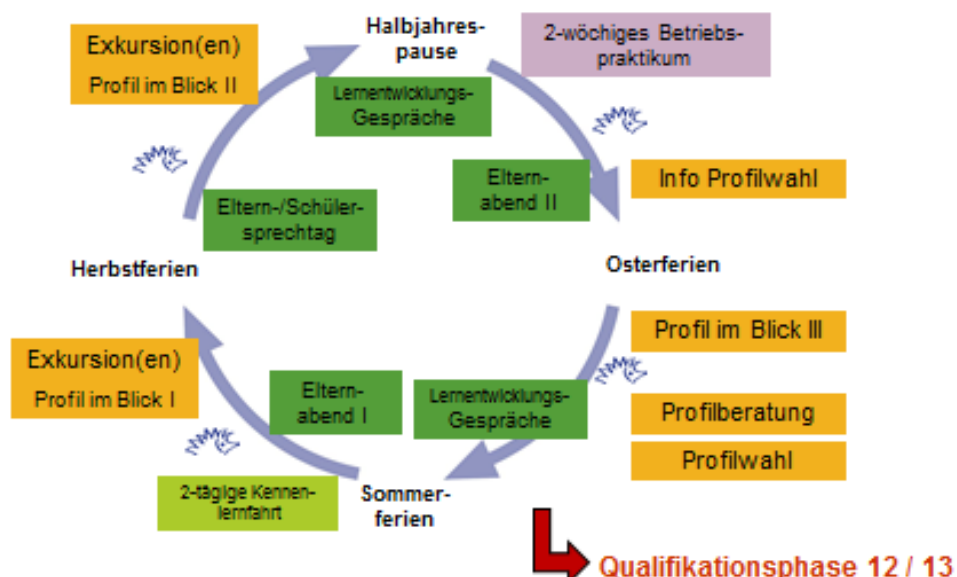 Halbjahres-
pause
Exkursion(en)
Profil im Blick II
2-wöchiges Betriebs-
praktikum
Lernentwicklungs-
Gespräche
Eltern-
abend II
Info Profilwahl
Eltern-/Schüler-
sprechtag
Herbstferien
Osterferien
Profil im Blick III
Exkursion(en)
Profil im Blick I
Eltern-
abend I
Lernentwicklungs-
Gespräche
Profilberatung
Profilwahl
2-tägige Kennen-
lernfahrt
Sommer-
ferien
Qualifikationsphase 12 / 13